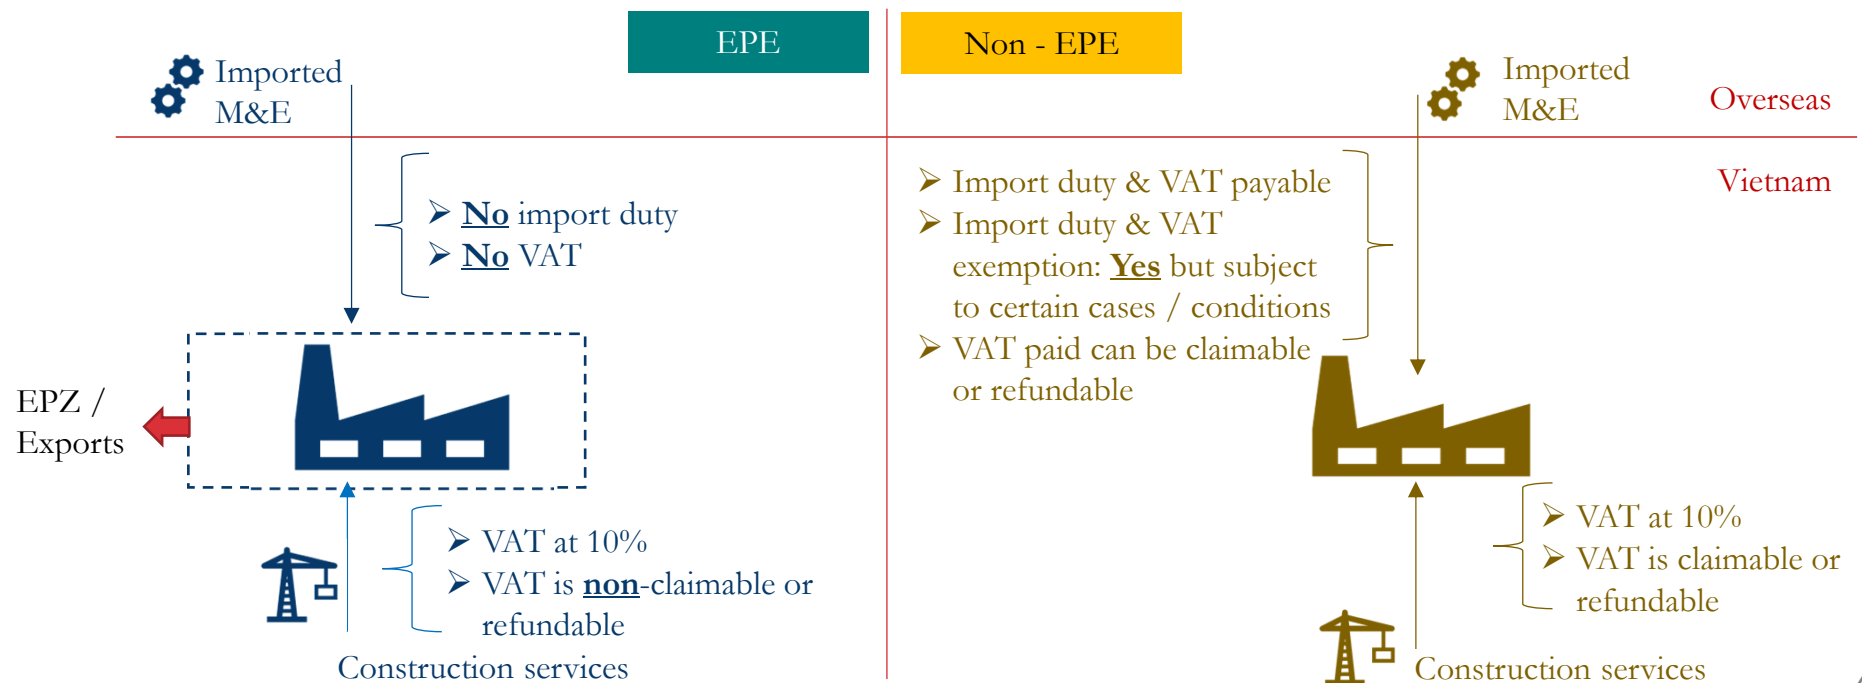 EPE
Non - EPE
Imported
M&E
Imported
M&E
Overseas
Vietnam
➢ No import duty
➢ No VAT
➢ Import duty & VAT payable
➢ Import duty & VAT
exemption: Yes but subject
to certain cases / conditions
➢ VAT paid can be claimable
or refundable
EPZ /
Exports
➢ VAT at 10%
➢ VAT is non-claimable or
refundable
Construction services
➢ VAT at 10%
➢ VAT is claimable or
refundable
Construction services